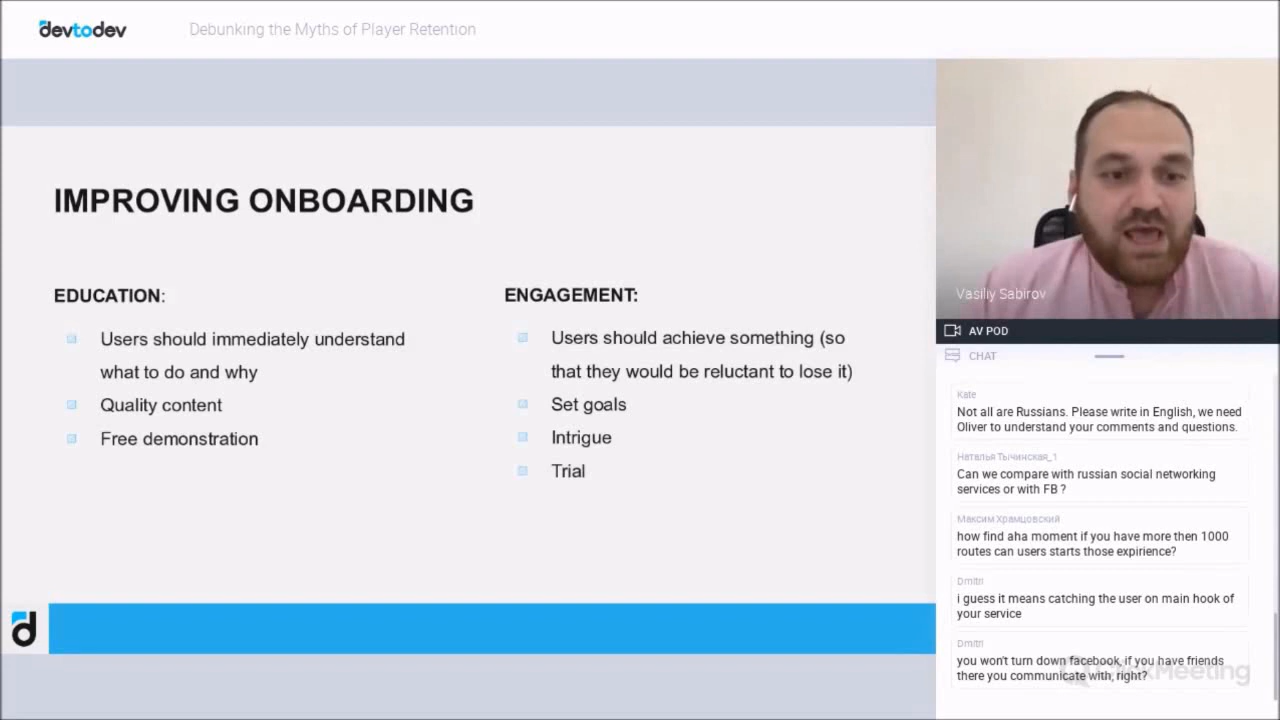 devtodev
Debunking the Myths of Player Retention
IMPROVING ONBOARDING
EDUCATION:
Users should immediately understand
what to do and why
Quality content
Free demonstration
ENGAGEMENT:
Users should achieve something (so
that they would be reluctant to lose it)
Set goals
Intrigue
Trial
d
Vasiliy Sabirov
AV POD
CHAT
Kate
Not all are Russians. Please write in English, we need
Oliver to understand your comments and questions.
Наталья Тычинская_1
Can we compare with russian social networking
services or with FB ?
Максим Храмцовский
how find aha moment if you have more then 1000
routes can users starts those expirience?
Dmitri
i guess it means catching the user on main hook of
your service
Dmitri
you won't turn down facebook, if you have friends
there you communicate with, right?
ClickMeeting